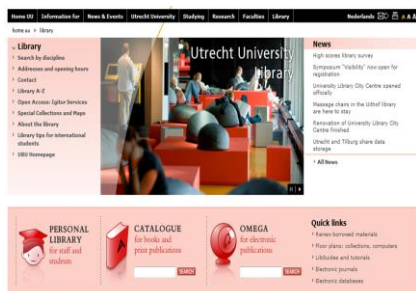 Home UU
Information for
News & Events
Utrecht University
Studying
Research
Faculties
Library
Nederlands
A A A
home uu > library
Library
Search by discipline
Addresses and opening hours
Contact
Library A-Z
Open Access: Igitur Services
Special Collections and Maps
About the library
Library tips for international
students
UBU Homepage
Utrecht University
Library
News
High scores library survey
Symposium "Visibility" now open for
registration
University Library City Centre opened
officially
Massage chairs in the Uithof library
are here to stay
Renovation of University Library City
Centre finished
Utrecht and Tilburg share data
storage
All News
PERSONAL
LIBRARY
for staff and
students
CATALOGUE
for books and
print publications
SEARCH
OMEGA
for electronic
publications
SEARCH
Quick links
Renew borrowed materials
Floor plans: collections, computers
LibGuides and tutorials
Electronic journals
Electronic databases